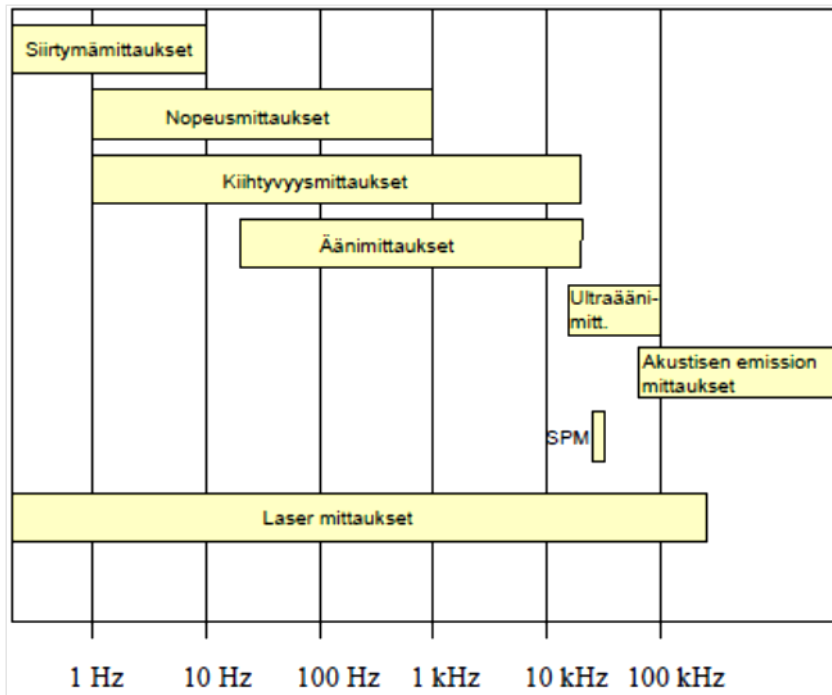 Siirtymämittaukset
Nopeusmittaukset
Kiihtyvyysmittaukset
Äänimittaukset
Ultraääni-
mitt.
Akustisen emission
mittaukset
SPM
Laser mittaukset
1 Hz 10 Hz 100 Hz 1 kHz 10 kHz 100 kHz